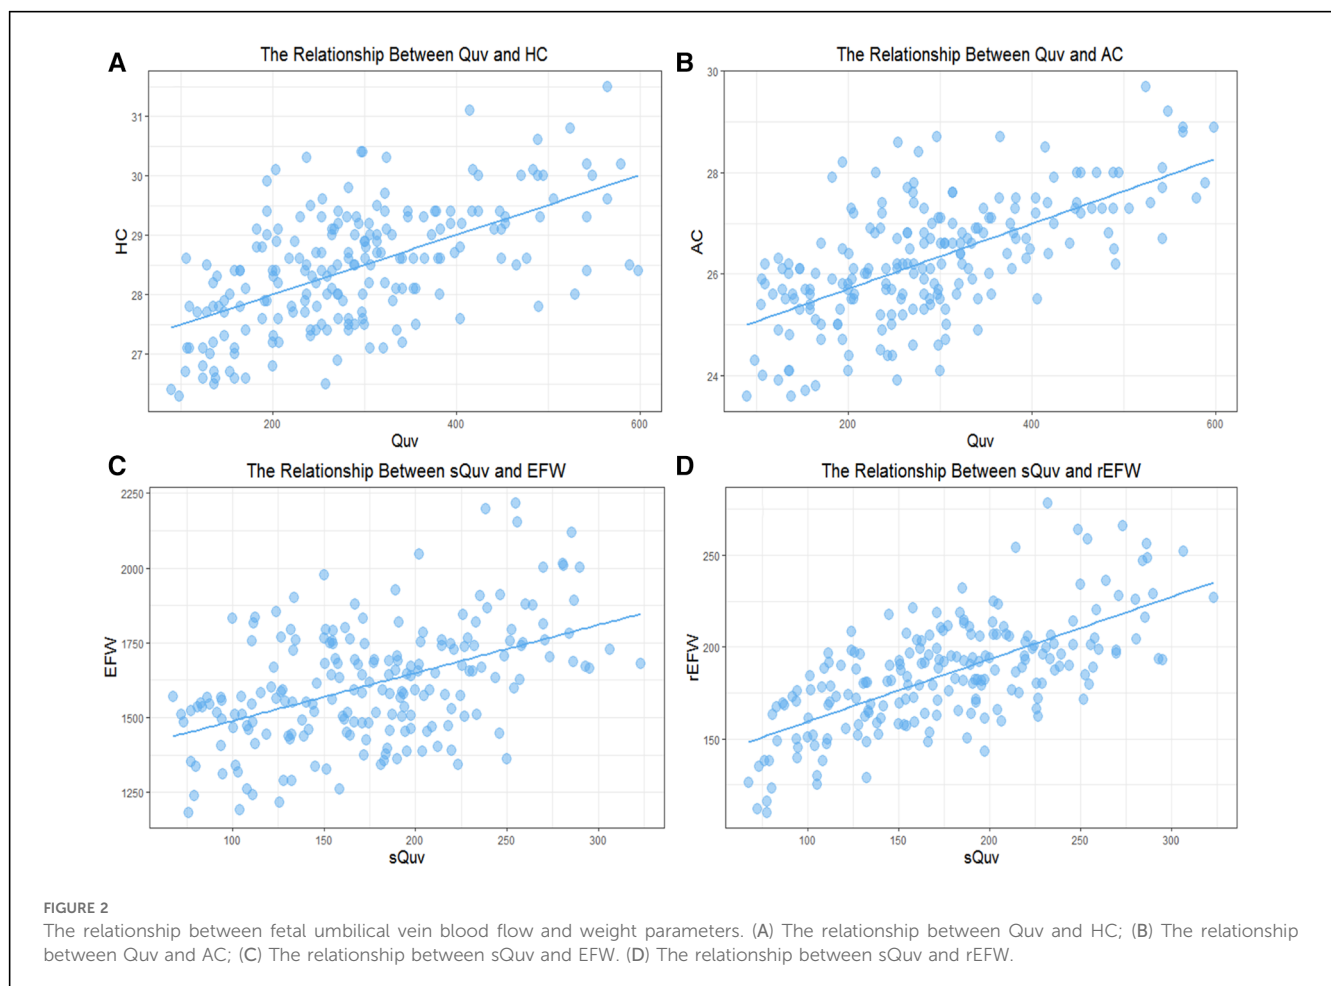 A
The Relationship Between Quv and HC
HC
31
30
29
28
27
200
400
600
Quv
B
The Relationship Between Quv and AC
AC
30
28
26
24
200
400
600
Quv
C
The Relationship Between sQuv and EFW
EFW
2250
2000
1750
1500
1250
100
150
200
250
300
sQuv
D
The Relationship Between sQuv and rEFW
rEFW
250
200
150
100
150
200
250
300
sQuv
FIGURE 2
The relationship between fetal umbilical vein blood flow and weight parameters. (A) The relationship between Quv and HC; (B) The relationship
between Quv and AC; (C) The relationship between sQuv and EFW. (D) The relationship between sQuv and rEFW.